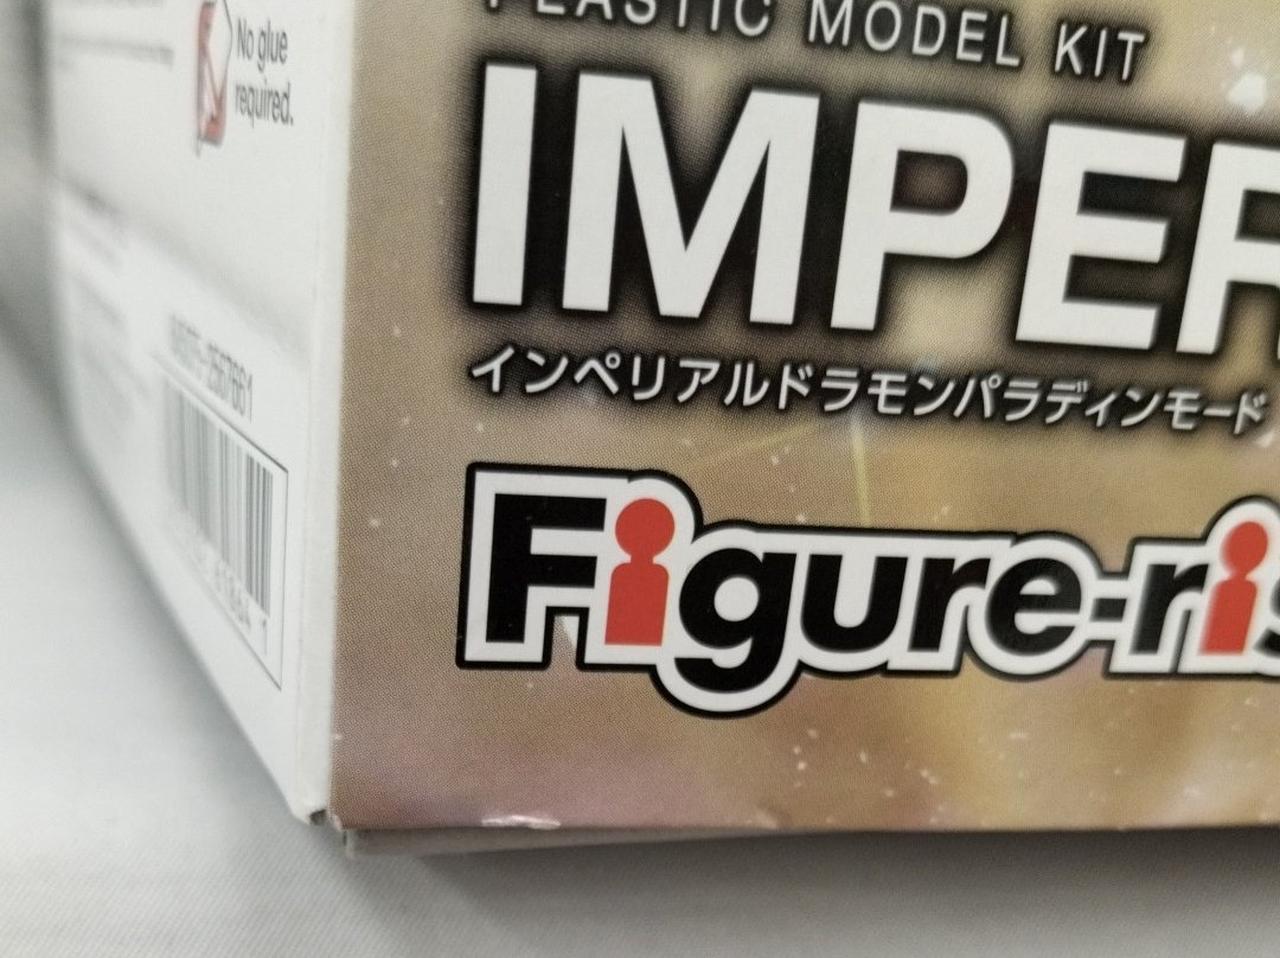 No glue
required.
PLASTIC MODEL KIT
IMPER
インペリアルドラモンパラディンモード
Figure-ris